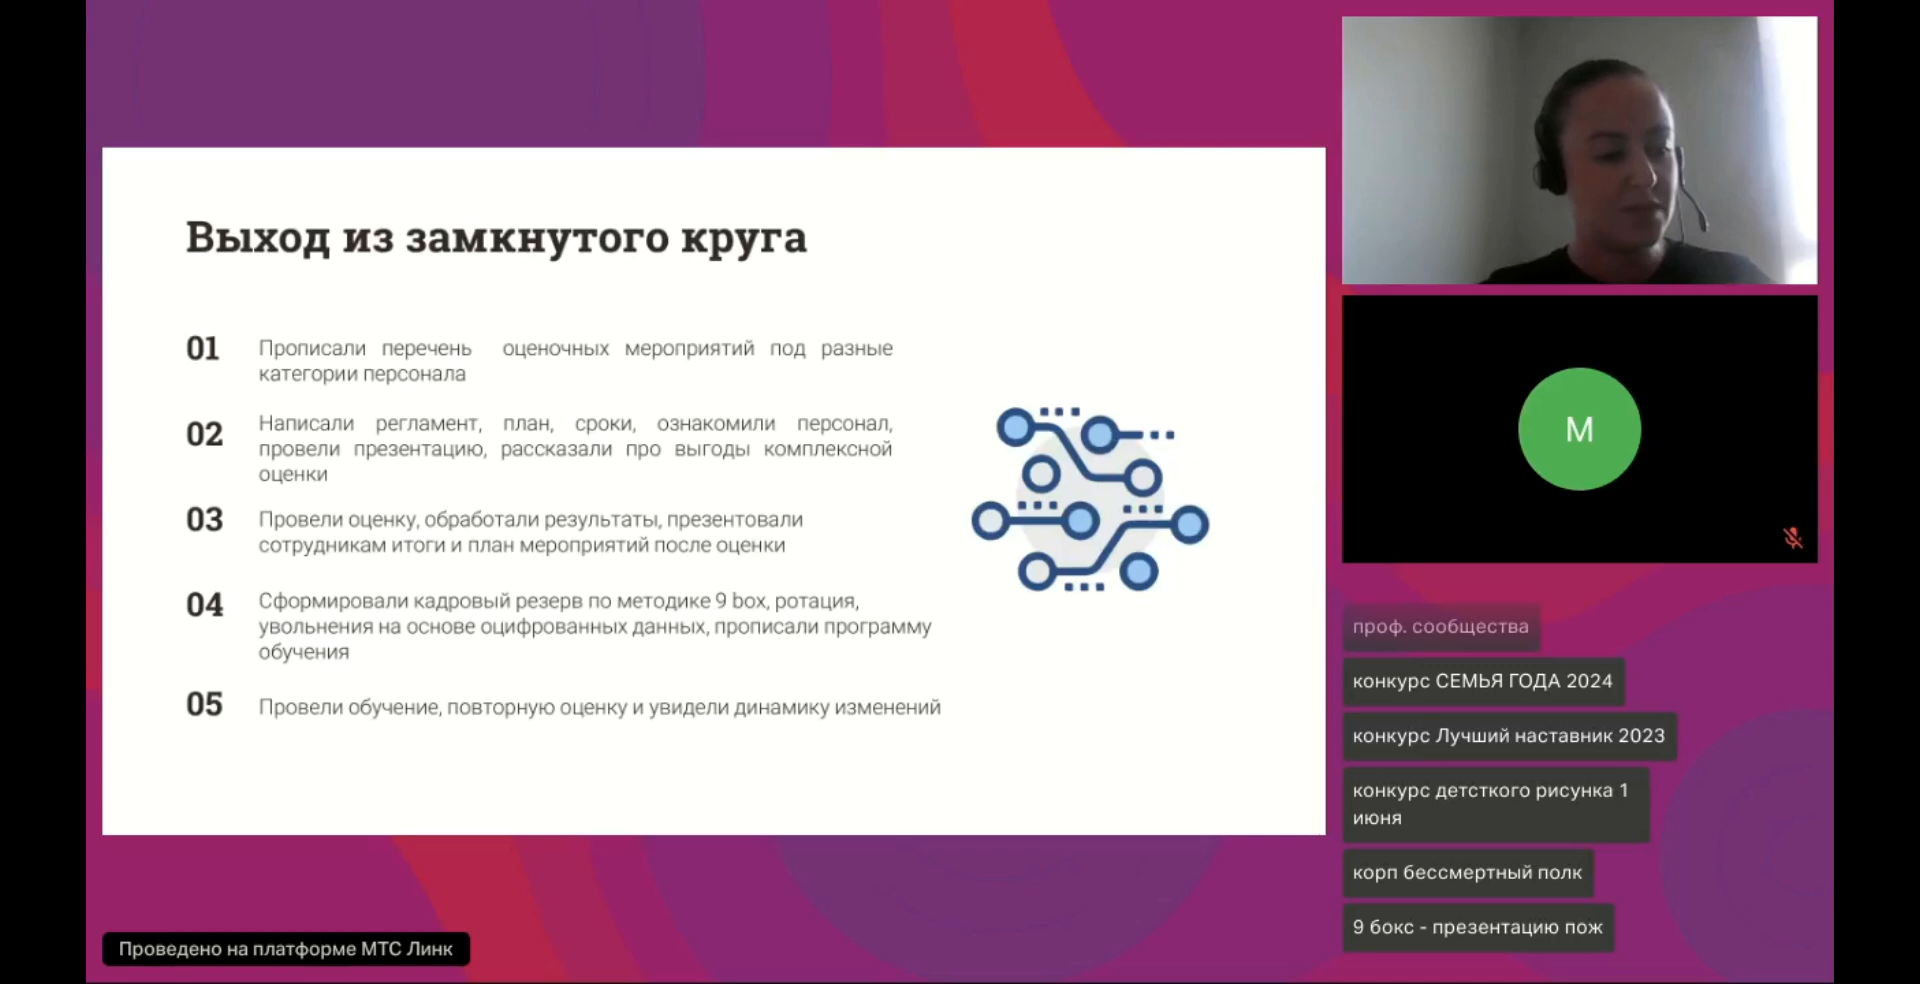 Выход из замкнутого круга
01
Прописали перечень оценочных мероприятий под разные
категории персонала
02
Написали регламент, план, сроки, ознакомили персонал,
провели презентацию, рассказали про выгоды комплексной
оценки
03
Провели оценку, обработали результаты, презентовали
сотрудникам итоги и план мероприятий после оценки
04
Сформировали кадровый резерв по методике 9 box, ротация,
увольнения на основе оцифрованных данных, прописали программу
обучения
05
Провели обучение, повторную оценку и увидели динамику изменений
М
проф. сообщества
конкурс СЕМЬЯ ГОДА 2024
конкурс Лучший наставник 2023
конкурс детсткого рисунка 1
июня
корп бессмертный полк
9 бокс - презентацию пож
Проведено на платформе МТС Линк